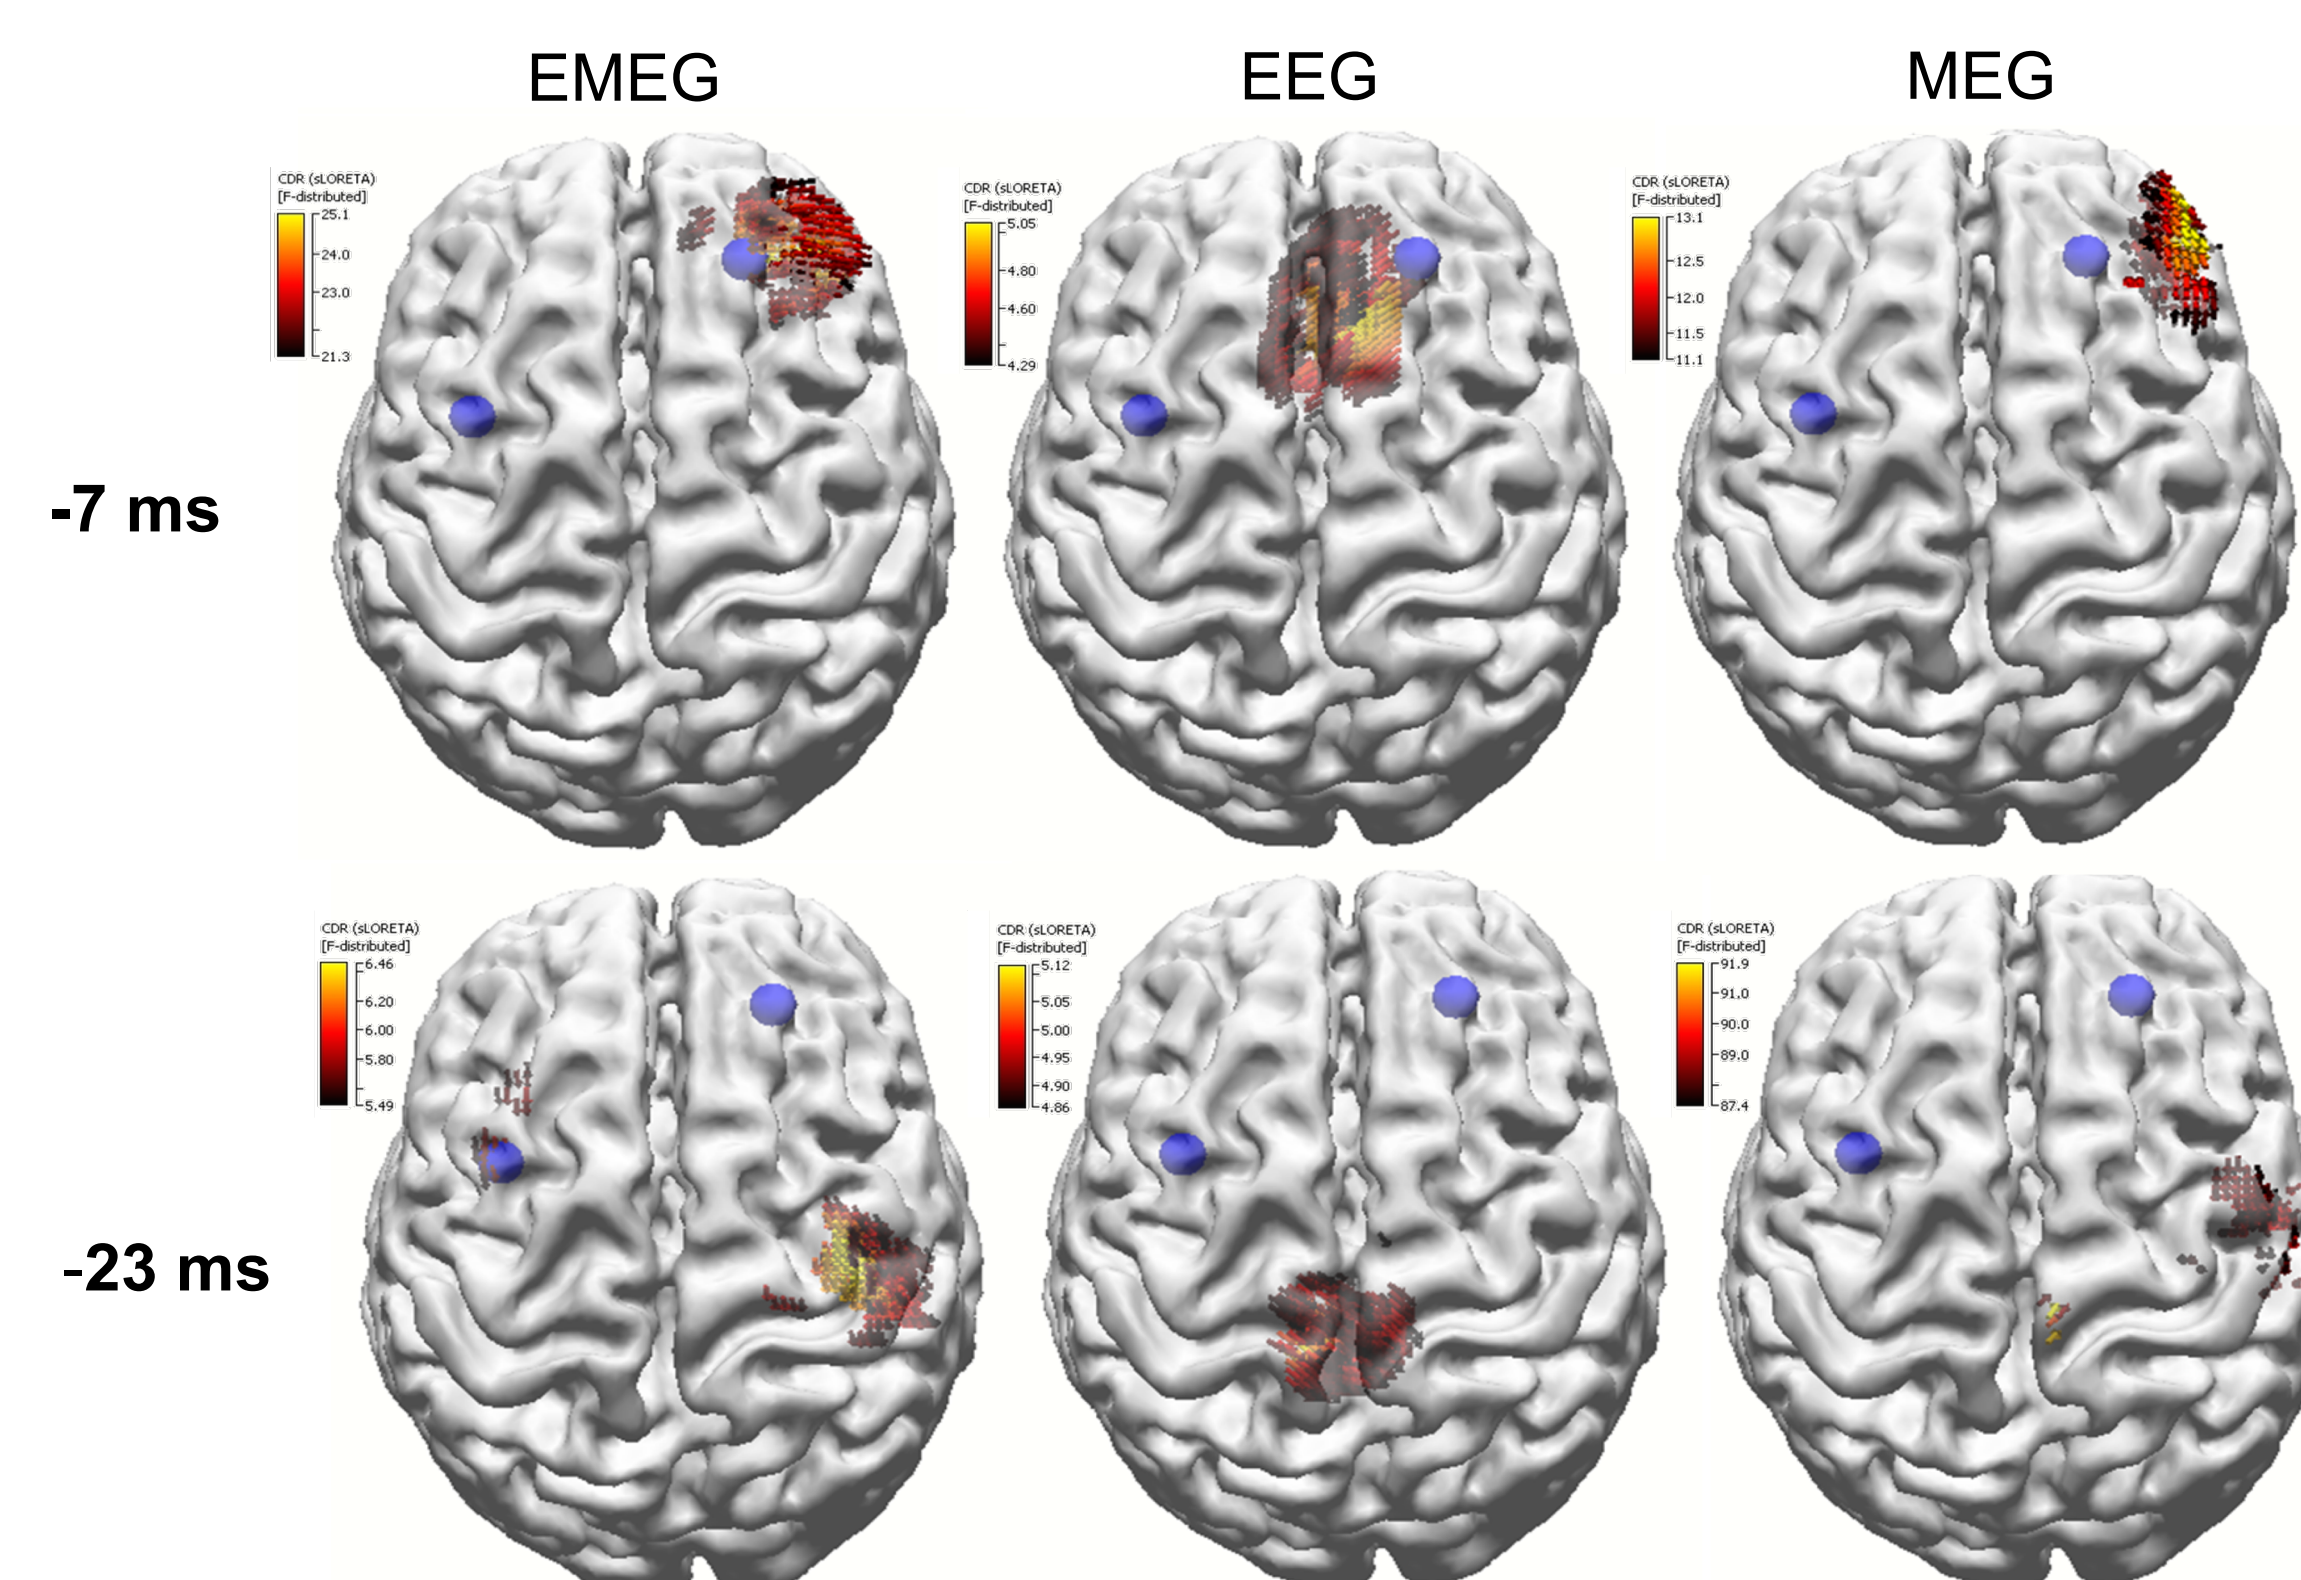 EMEG EEG MEG
CDR (sLORETA)
[F-distributed]
25.1
24.0
23.0
21.3
CDR (sLORETA)
[F-distributed]
5.05
4.80
4.60
4.29
CDR (sLORETA)
[F-distributed]
13.1
12.5
12.0
11.5
11.1
-7 ms
CDR (sLORETA)
[F-distributed]
6.46
6.20
6.00
5.80
5.49
CDR (sLORETA)
[F-distributed]
5.12
5.05
5.00
4.95
4.90
4.86
CDR (sLORETA)
[F-distributed]
91.9
91.0
90.0
89.0
87.4
-23 ms